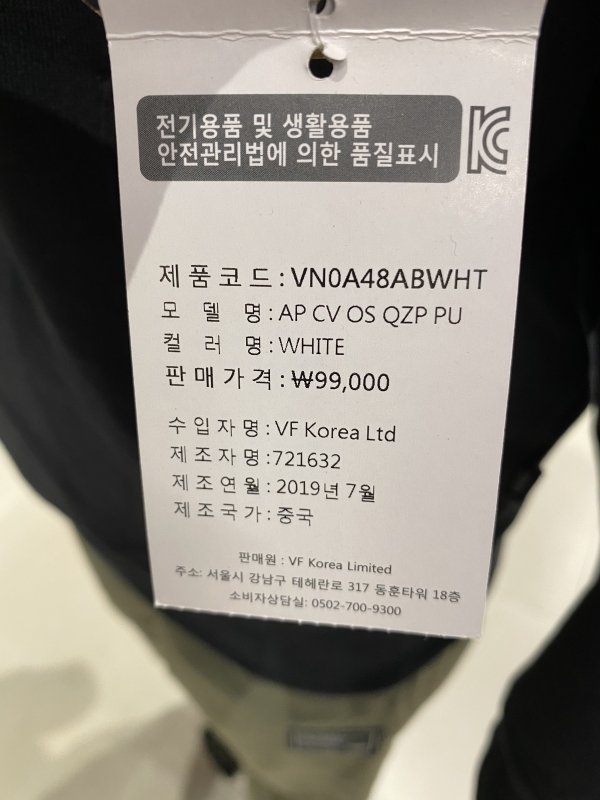 전기용품 및 생활용품
안전관리법에 의한 품질표시
KC
제품코드 : VN0A48ABWHT
모델명 : AP CV OS QZP PU
컬러명 : WHITE
판매가격 : ₩99,000
수입자명 : VF Korea Ltd
제조자명 : 721632
제조연월 : 2019년 7월
제조국가 : 중국
판매원 : VF Korea Limited
주소: 서울시 강남구 테헤란로 317 동훈타워 18층
소비자상담실: 0502-700-9300